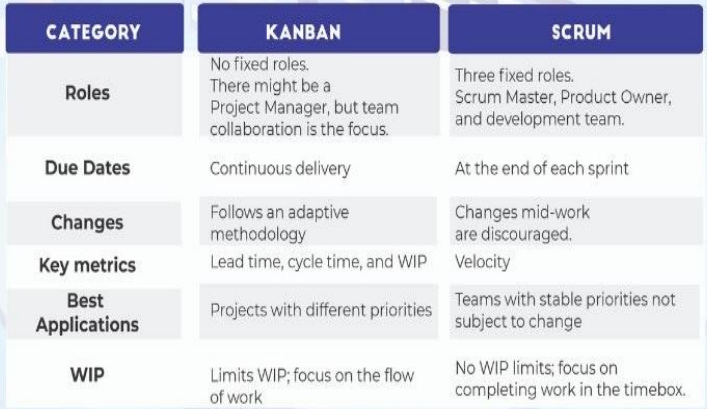 CATEGORY
KANBAN
SCRUM
Roles
No fixed roles.
There might be a
Project Manager, but team
collaboration is the focus.
Three fixed roles.
Scrum Master, Product Owner,
and development team.
Due Dates
Continuous delivery
At the end of each sprint
Changes
Follows an adaptive
methodology
Changes mid-work
are discouraged.
Key metrics
Lead time, cycle time, and WIP
Velocity
Best
Applications
Projects with different priorities
Teams with stable priorities not
subject to change
WIP
Limits WIP; focus on the flow
of work
No WIP limits; focus on
completing work in the timebox.